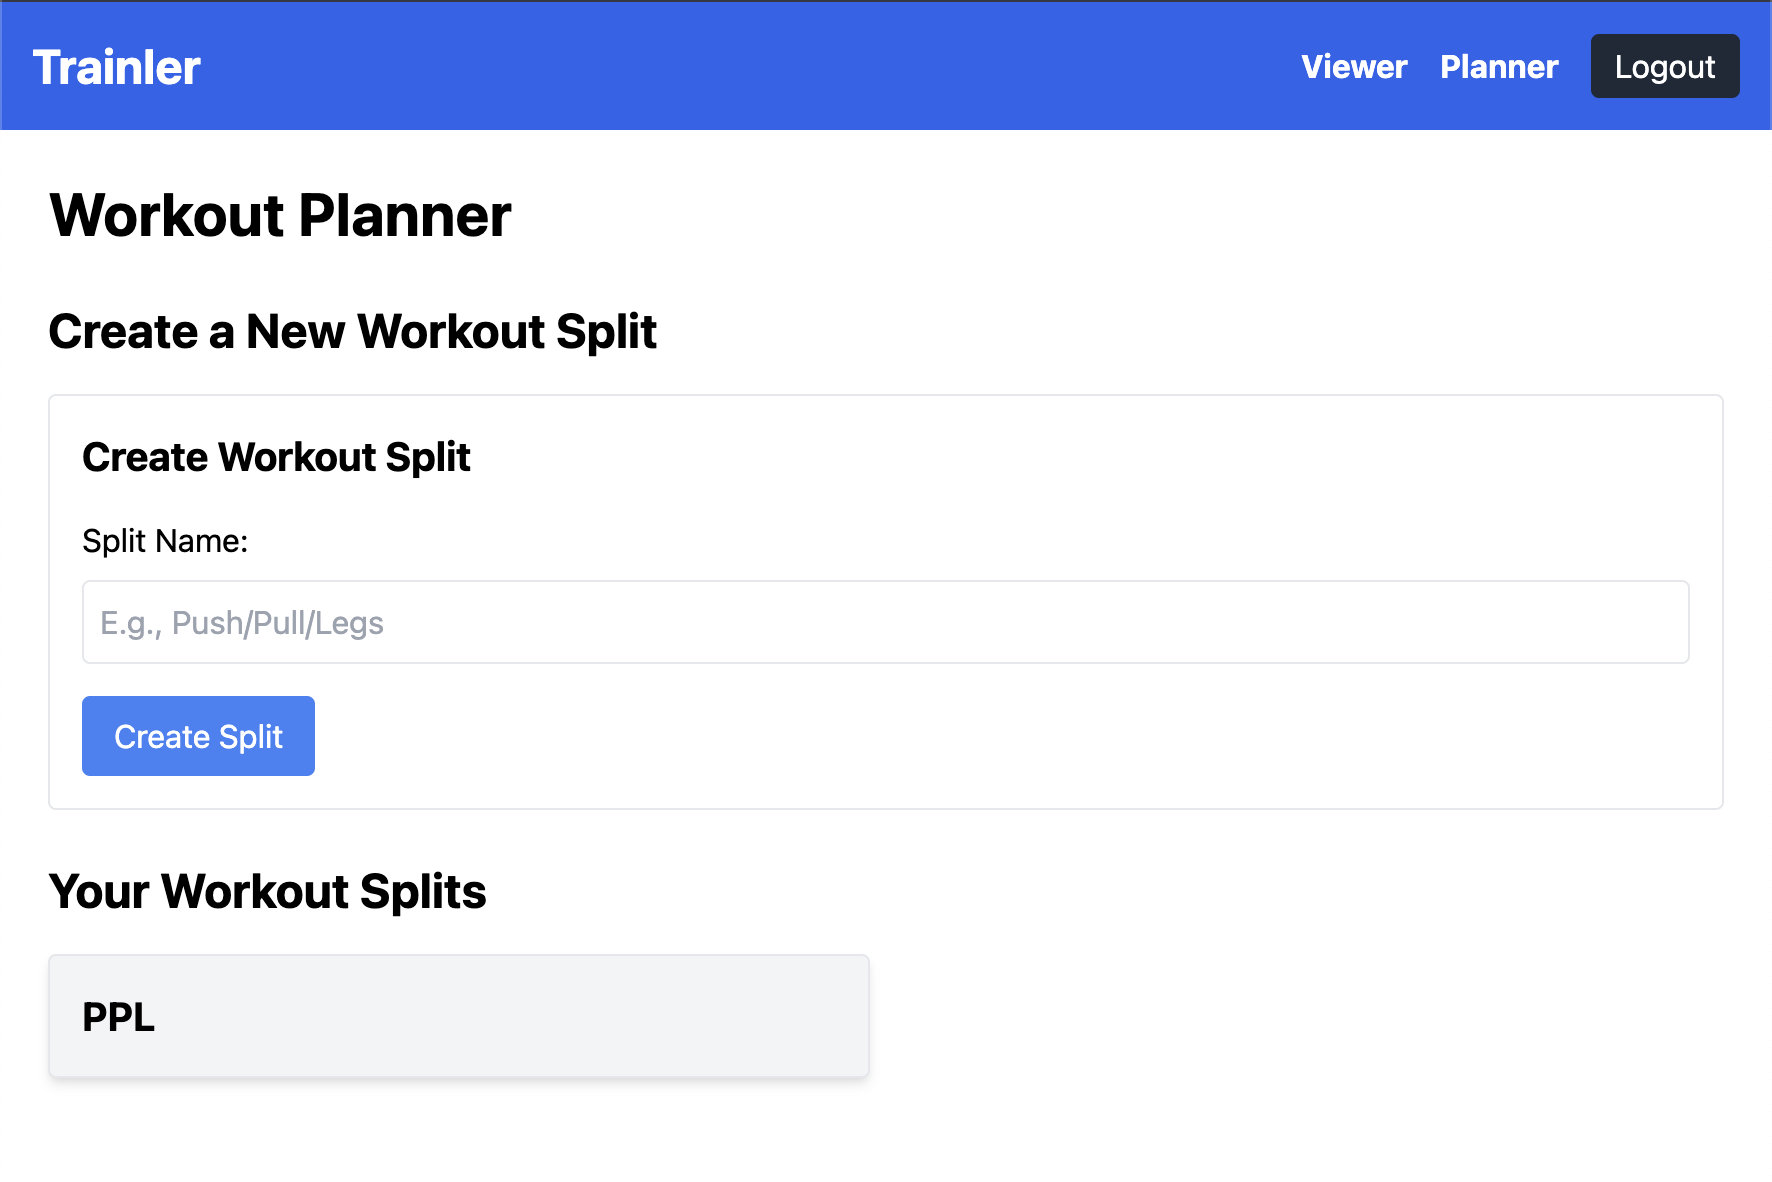 Trainler
Viewer Planner Logout
Workout Planner
Create a New Workout Split
Create Workout Split
Split Name:
E.g., Push/Pull/Legs
Create Split
Your Workout Splits
PPL